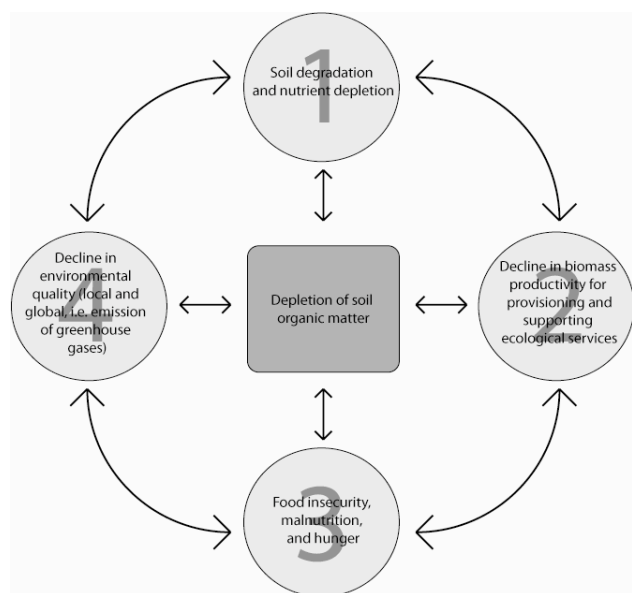 1
Soil degradation
and nutrient depletion
2
Decline in biomass
productivity for
provisioning and
supporting
ecological services
3
Food insecurity,
malnutrition,
and hunger
4
Decline in
environmental
quality (local and
global, i.e. emission
of greenhouse
gases)
Depletion of soil
organic matter